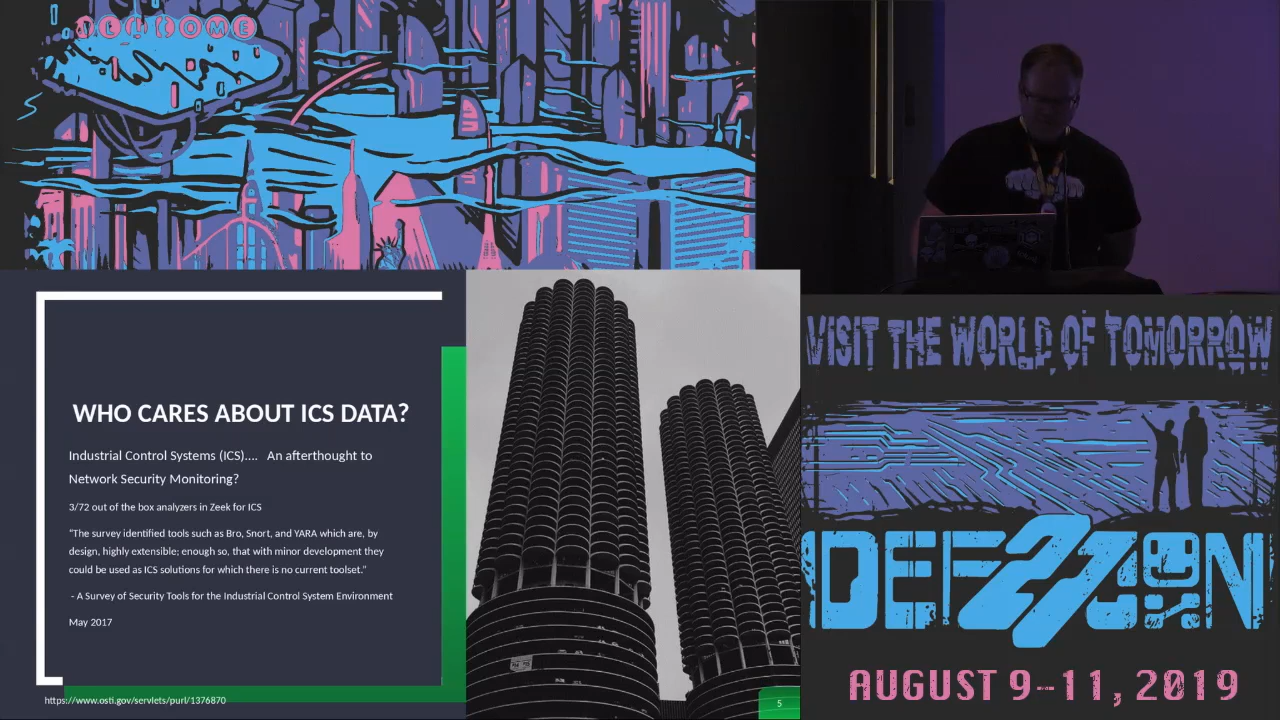 WELCOME
WHO CARES ABOUT ICS DATA?
Industrial Control Systems (ICS).... An afterthought to
Network Security Monitoring?
3/72 out of the box analyzers in Zeek for ICS
"The survey identified tools such as Bro, Snort, and YARA which are, by
design, highly extensible; enough so, that with minor development they
could be used as ICS solutions for which there is no current toolset."
- A Survey of Security Tools for the Industrial Control System Environment
May 2017
https://www.osti.gov/servlets/purl/1376870
5
VISIT THE WORLD OF TOMORROW
DEF 27 CON
AUGUST 9-11, 2019